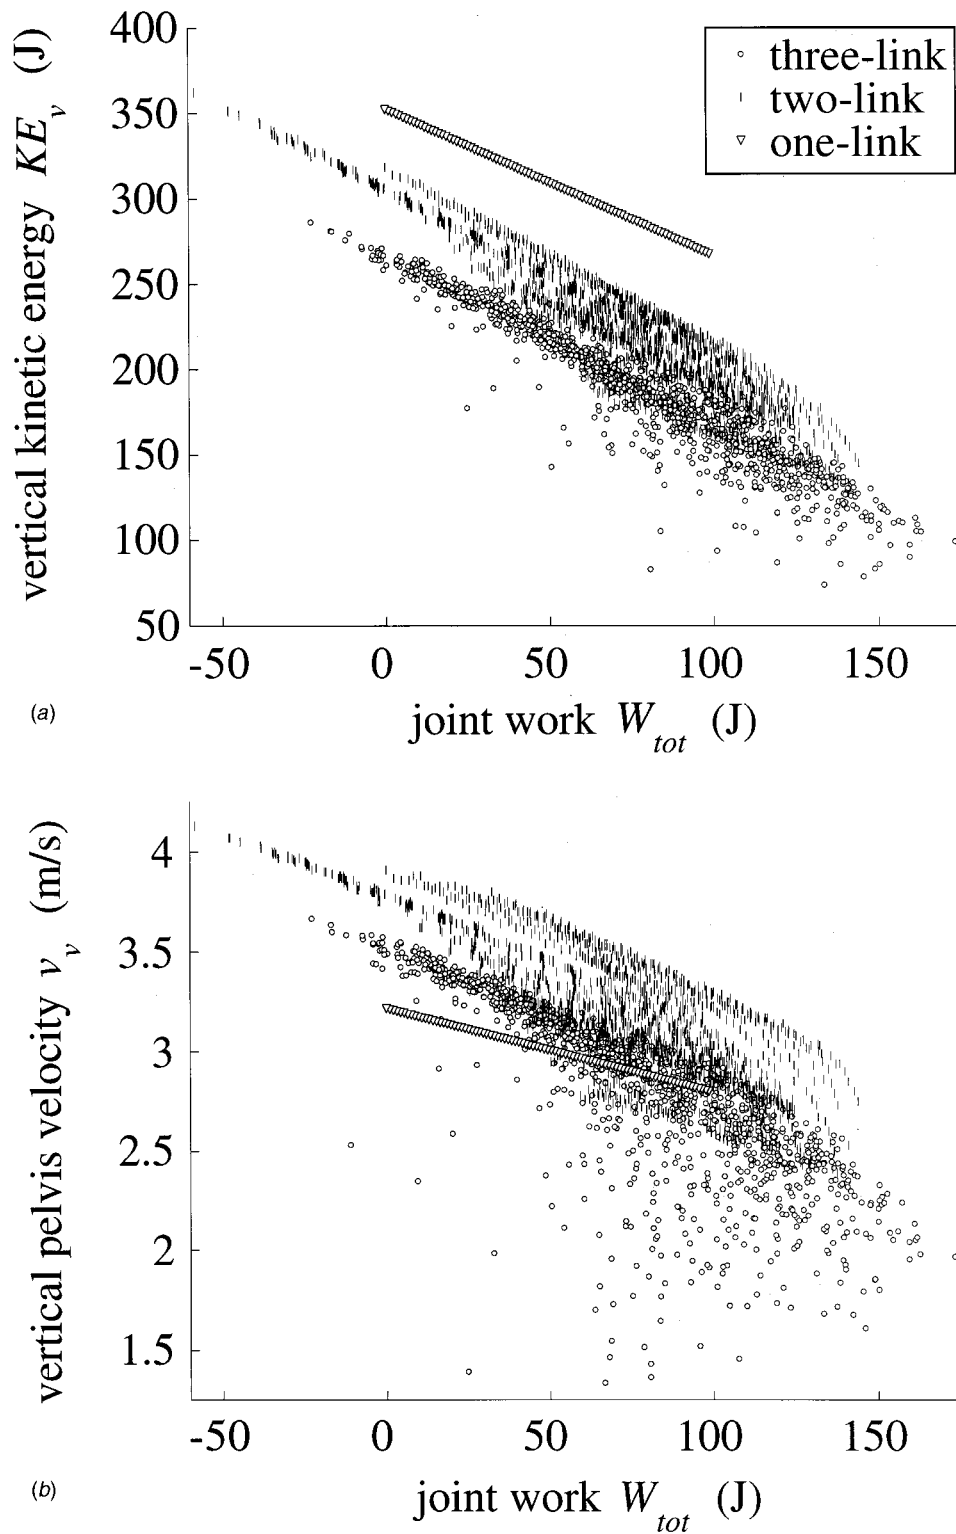 400
350
300
250
200
150
100
50
vertical kinetic energy KE_v (J)
three-link
two-link
one-link
-50 0 50 100 150
(a)
joint work W_tot (J)
4
3.5
3
2.5
2
1.5
vertical pelvis velocity v_v (m/s)
-50 0 50 100 150
(b)
joint work W_tot (J)